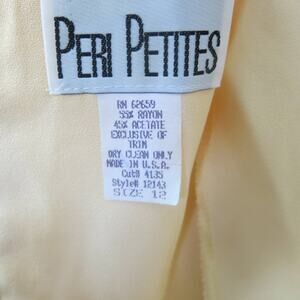 PERI PETITES
RN 62659
55% RAYON
45% ACETATE
EXCLUSIVE OF
TRIM
DRY CLEAN ONLY
MADE IN U.S.A.
Cut# 4135
Style# 12143
SIZE 12